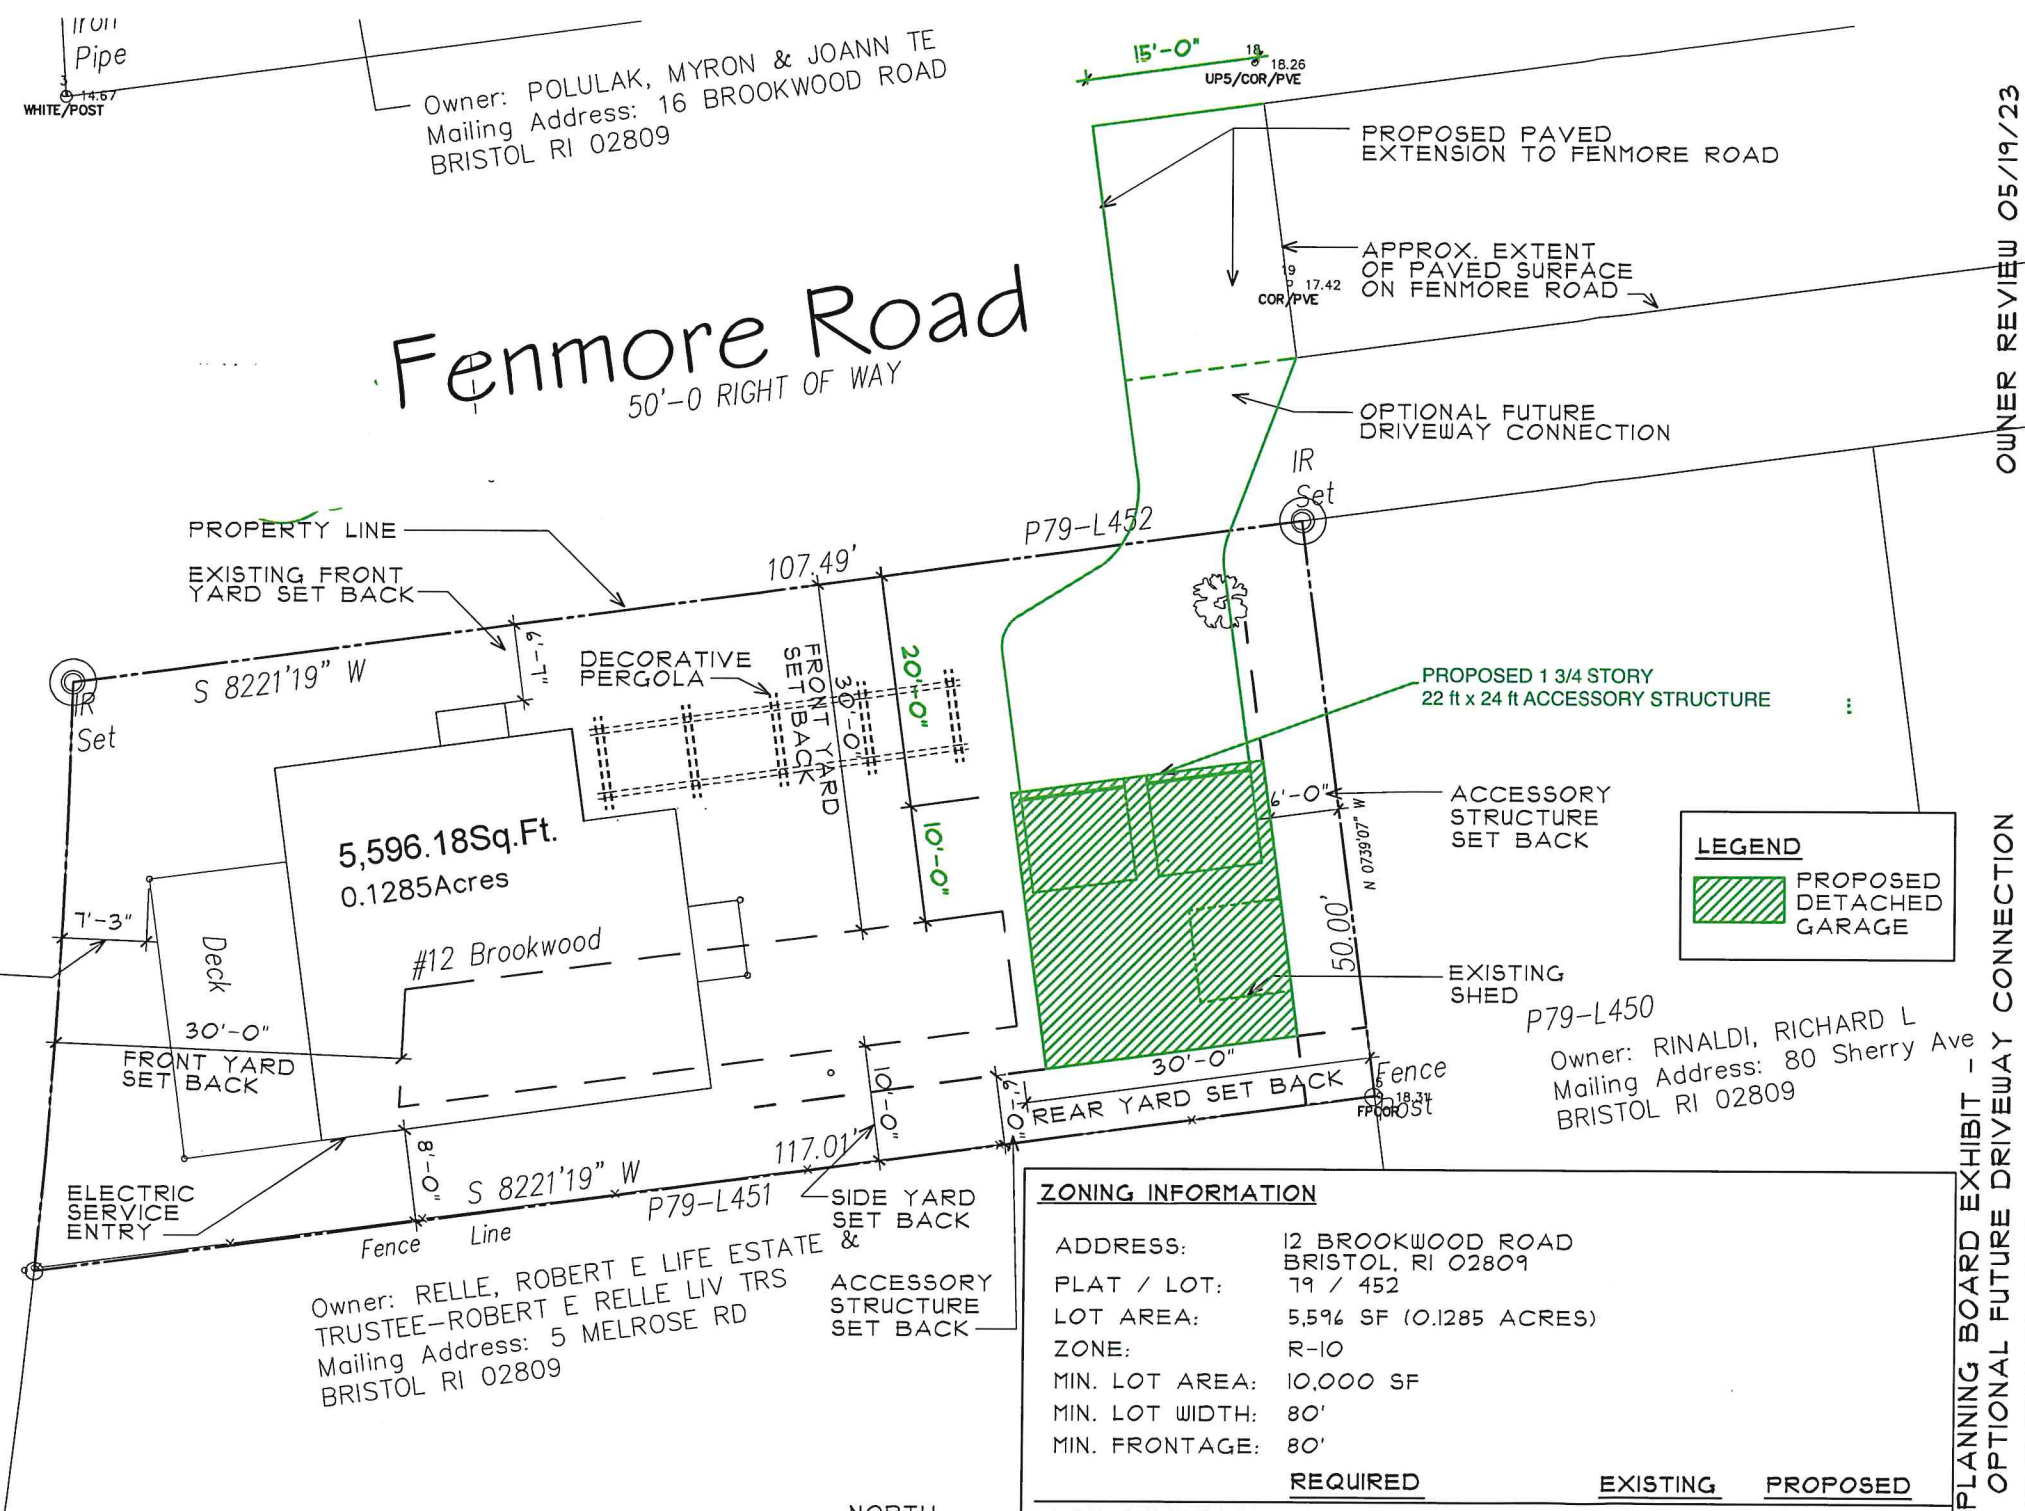 Iron
Pipe
3
14.67
WHITE/POST
Owner: POLULAK, MYRON & JOANN TE
Mailing Address: 16 BROOKWOOD ROAD
BRISTOL RI 02809
15'-0"
18
18.26
UP5/COR/PVE
PROPOSED PAVED
EXTENSION TO FENMORE ROAD
APPROX. EXTENT
OF PAVED SURFACE
ON FENMORE ROAD
19
17.42
COR/PVE
Fenmore Road
50'-0 RIGHT OF WAY
OPTIONAL FUTURE
DRIVEWAY CONNECTION
IR
Set
P79-L452
PROPERTY LINE
107.49'
EXISTING FRONT
YARD SET BACK
6'-7"
DECORATIVE
PERGOLA
S 8221'19" W
IR
Set
FRONT YARD
SET BACK
30'-0"
20'-0"
10'-0"
PROPOSED 1 3/4 STORY
22 ft x 24 ft ACCESSORY STRUCTURE
6'-0"
ACCESSORY
STRUCTURE
SET BACK
N 0739'07" W
50.00'
LEGEND
PROPOSED
DETACHED
GARAGE
5,596.18Sq.Ft.
0.1285Acres
7'-3"
Deck
#12 Brookwood
30'-0"
FRONT YARD
SET BACK
EXISTING
SHED
P79-L450
Owner: RINALDI, RICHARD L
Mailing Address: 80 Sherry Ave
BRISTOL RI 02809
30'-0"
REAR YARD SET BACK
Fence
Post
5
18.31
FPCOR
10'-0"
6'-0"
8'-0"
117.01'
S 8221'19" W
P79-L451
Fence Line
ELECTRIC
SERVICE
ENTRY
SIDE YARD
SET BACK
ACCESSORY
STRUCTURE
SET BACK
Owner: RELLE, ROBERT E LIFE ESTATE &
TRUSTEE-ROBERT E RELLE LIV TRS
Mailing Address: 5 MELROSE RD
BRISTOL RI 02809
ZONING INFORMATION
ADDRESS: 12 BROOKWOOD ROAD
BRISTOL, RI 02809
PLAT / LOT: 79 / 452
LOT AREA: 5,596 SF (0.1285 ACRES)
ZONE: R-10
MIN. LOT AREA: 10,000 SF
MIN. LOT WIDTH: 80'
MIN. FRONTAGE: 80'
REQUIRED EXISTING PROPOSED
NORTH
OWNER REVIEW 05/19/23
PLANNING BOARD EXHIBIT -
OPTIONAL FUTURE DRIVEWAY CONNECTION